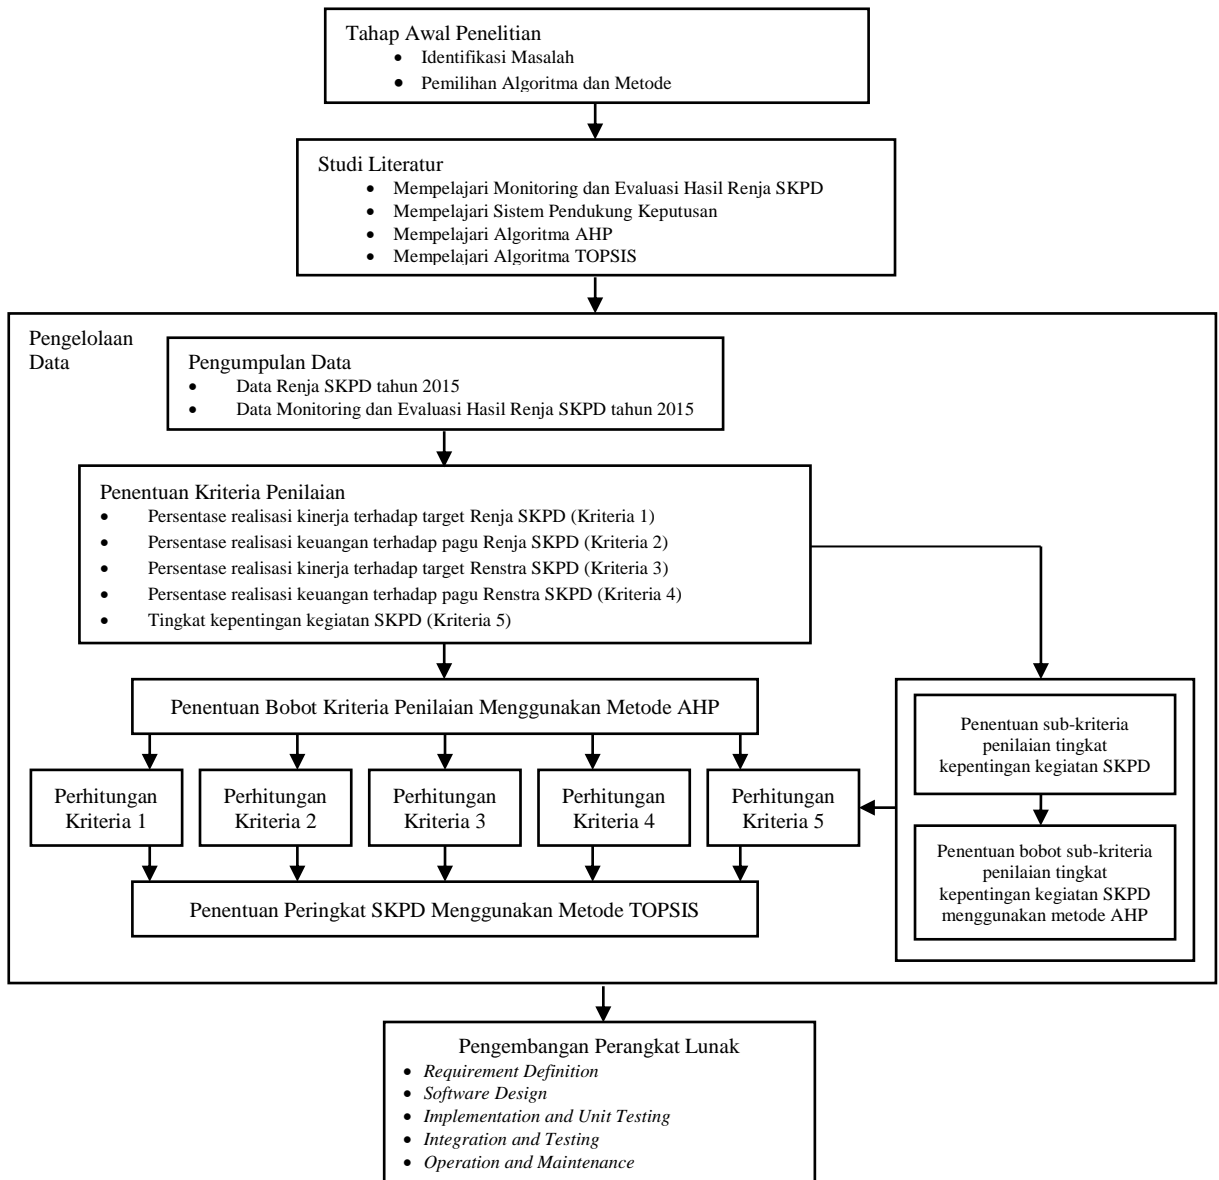 Tahap Awal Penelitian
• Identifikasi Masalah
• Pemilihan Algoritma dan Metode
Studi Literatur
• Mempelajari Monitoring dan Evaluasi Hasil Renja SKPD
• Mempelajari Sistem Pendukung Keputusan
• Mempelajari Algoritma AHP
• Mempelajari Algoritma TOPSIS
Pengelolaan
Data
Pengumpulan Data
• Data Renja SKPD tahun 2015
• Data Monitoring dan Evaluasi Hasil Renja SKPD tahun 2015
Penentuan Kriteria Penilaian
• Persentase realisasi kinerja terhadap target Renja SKPD (Kriteria 1)
• Persentase realisasi keuangan terhadap pagu Renja SKPD (Kriteria 2)
• Persentase realisasi kinerja terhadap target Renstra SKPD (Kriteria 3)
• Persentase realisasi keuangan terhadap pagu Renstra SKPD (Kriteria 4)
• Tingkat kepentingan kegiatan SKPD (Kriteria 5)
Penentuan Bobot Kriteria Penilaian Menggunakan Metode AHP
Perhitungan
Kriteria 1
Perhitungan
Kriteria 2
Perhitungan
Kriteria 3
Perhitungan
Kriteria 4
Perhitungan
Kriteria 5
Penentuan sub-kriteria
penilaian tingkat
kepentingan kegiatan SKPD
Penentuan bobot sub-kriteria
penilaian tingkat
kepentingan kegiatan SKPD
menggunakan metode AHP
Penentuan Peringkat SKPD Menggunakan Metode TOPSIS
Pengembangan Perangkat Lunak
• Requirement Definition
• Software Design
• Implementation and Unit Testing
• Integration and Testing
• Operation and Maintenance